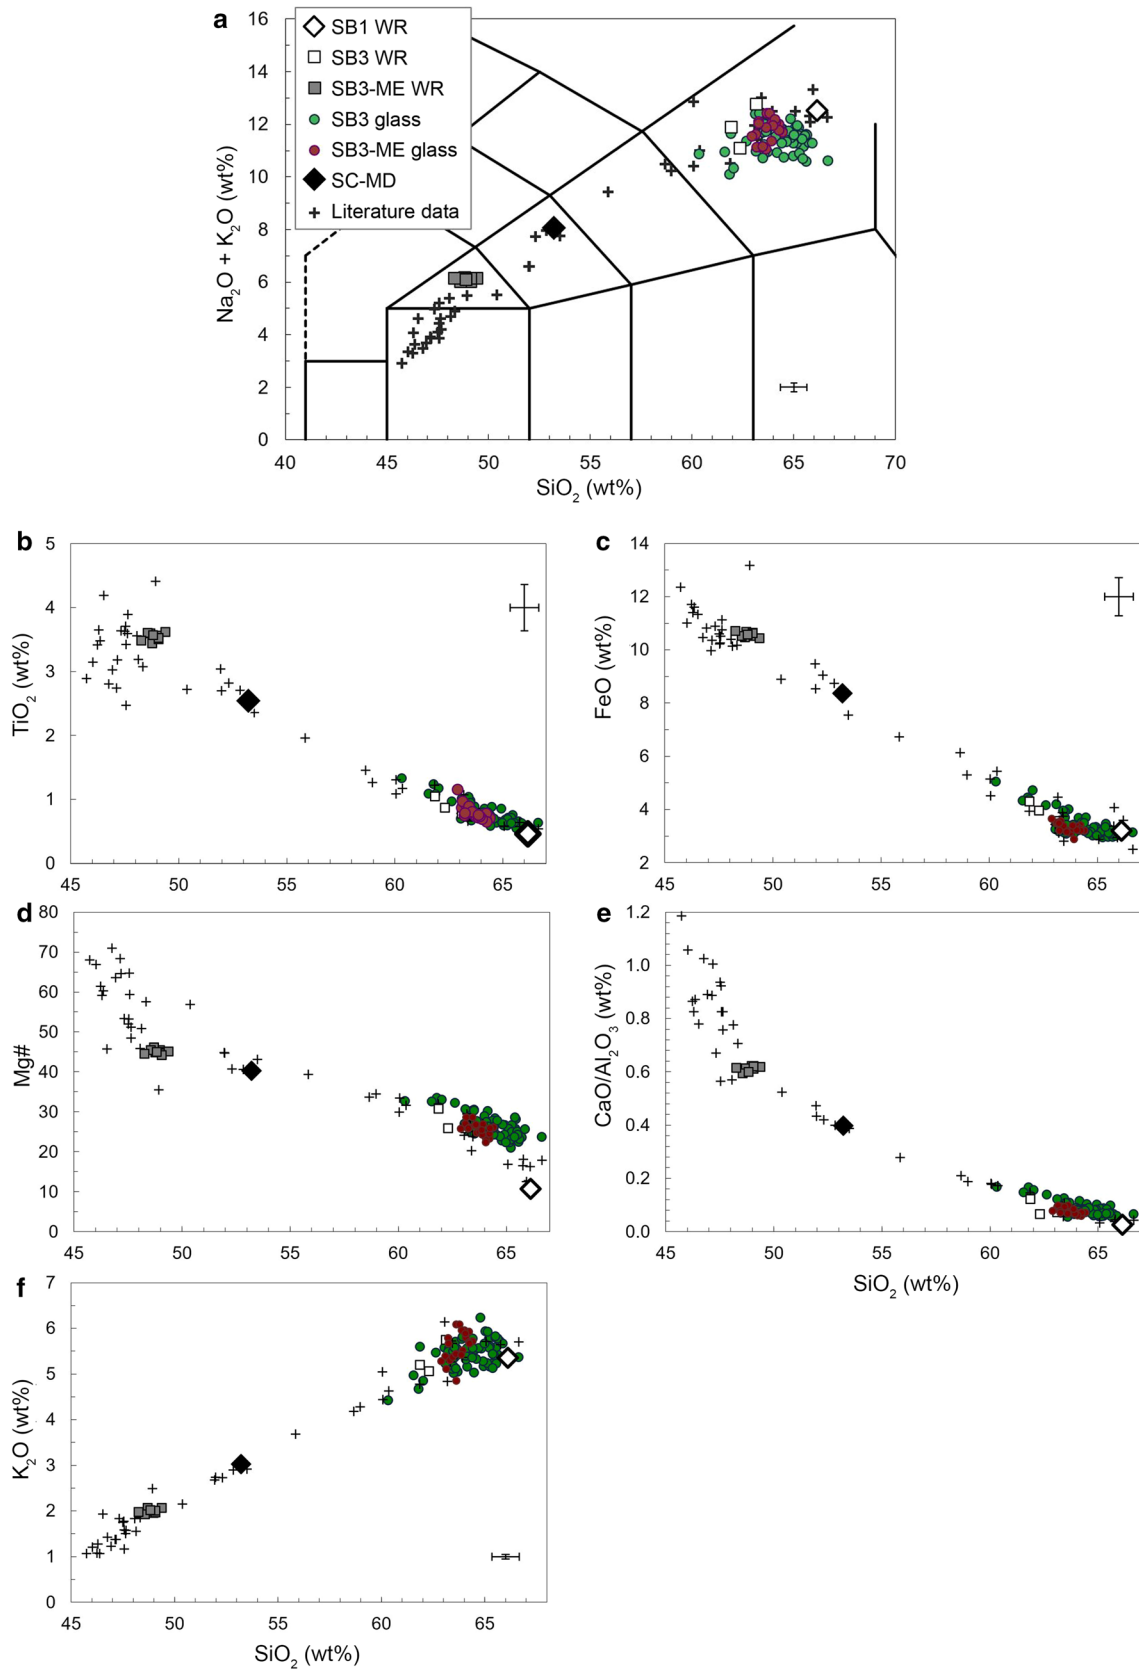 a
SB1 WR
SB3 WR
SB3-ME WR
SB3 glass
SB3-ME glass
SC-MD
Literature data
Na₂O + K₂O (wt%)
16
14
12
10
8
6
4
2
0
40 45 50 55 60 65 70
SiO₂ (wt%)
b
TiO₂ (wt%)
5
4
3
2
1
0
45 50 55 60 65
c
FeO (wt%)
14
12
10
8
6
4
2
45 50 55 60 65
d
Mg#
80
70
60
50
40
30
20
10
0
45 50 55 60 65
e
CaO/Al₂O₃ (wt%)
1.2
1.0
0.8
0.6
0.4
0.2
0.0
45 50 55 60 65
SiO₂ (wt%)
f
K₂O (wt%)
7
6
5
4
3
2
1
0
45 50 55 60 65
SiO₂ (wt%)